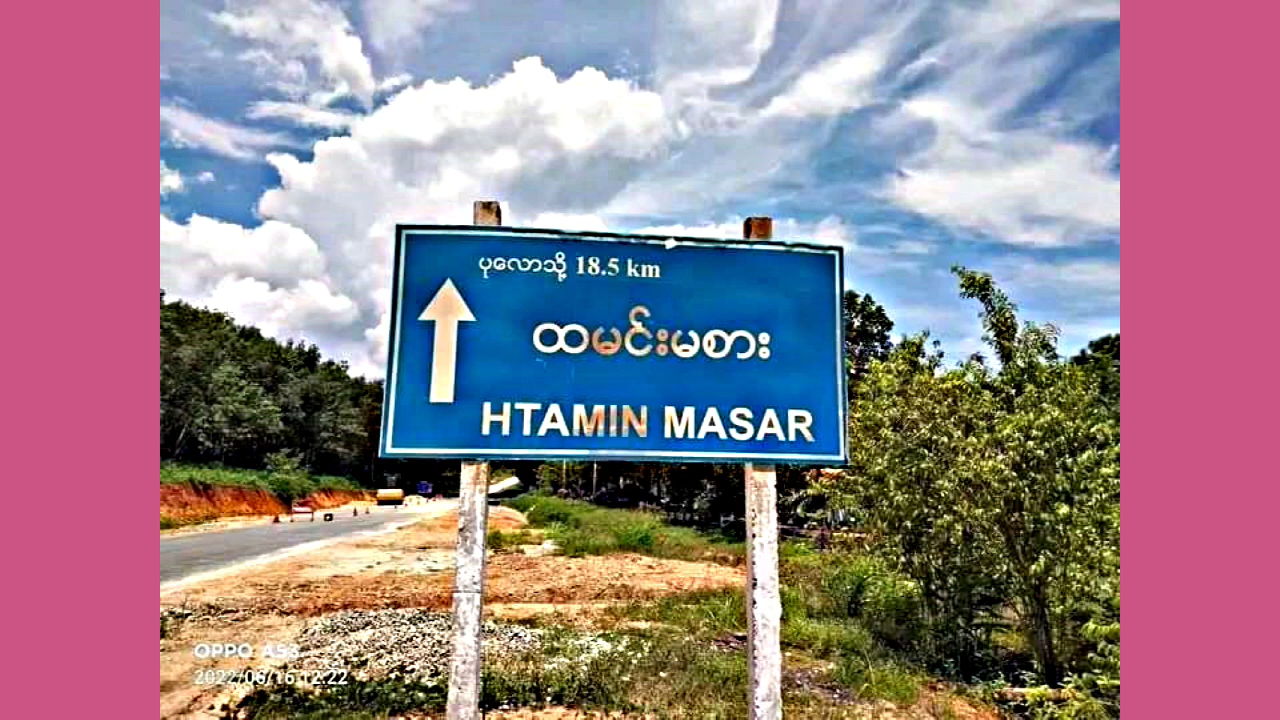 ပုလောသို့ 18.5 km
ထမင်းမစား
HTAMIN MASAR
OPPO A53
2022/06/16 12:22